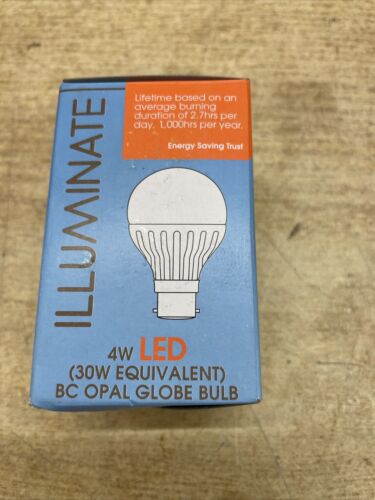 Lifetime based on an
average burning
duration of 2.7hrs per
day, 1,000hrs per year.
Energy Saving Trust
ILLUMINATE
4W LED
(30W EQUIVALENT)
BC OPAL GLOBE BULB